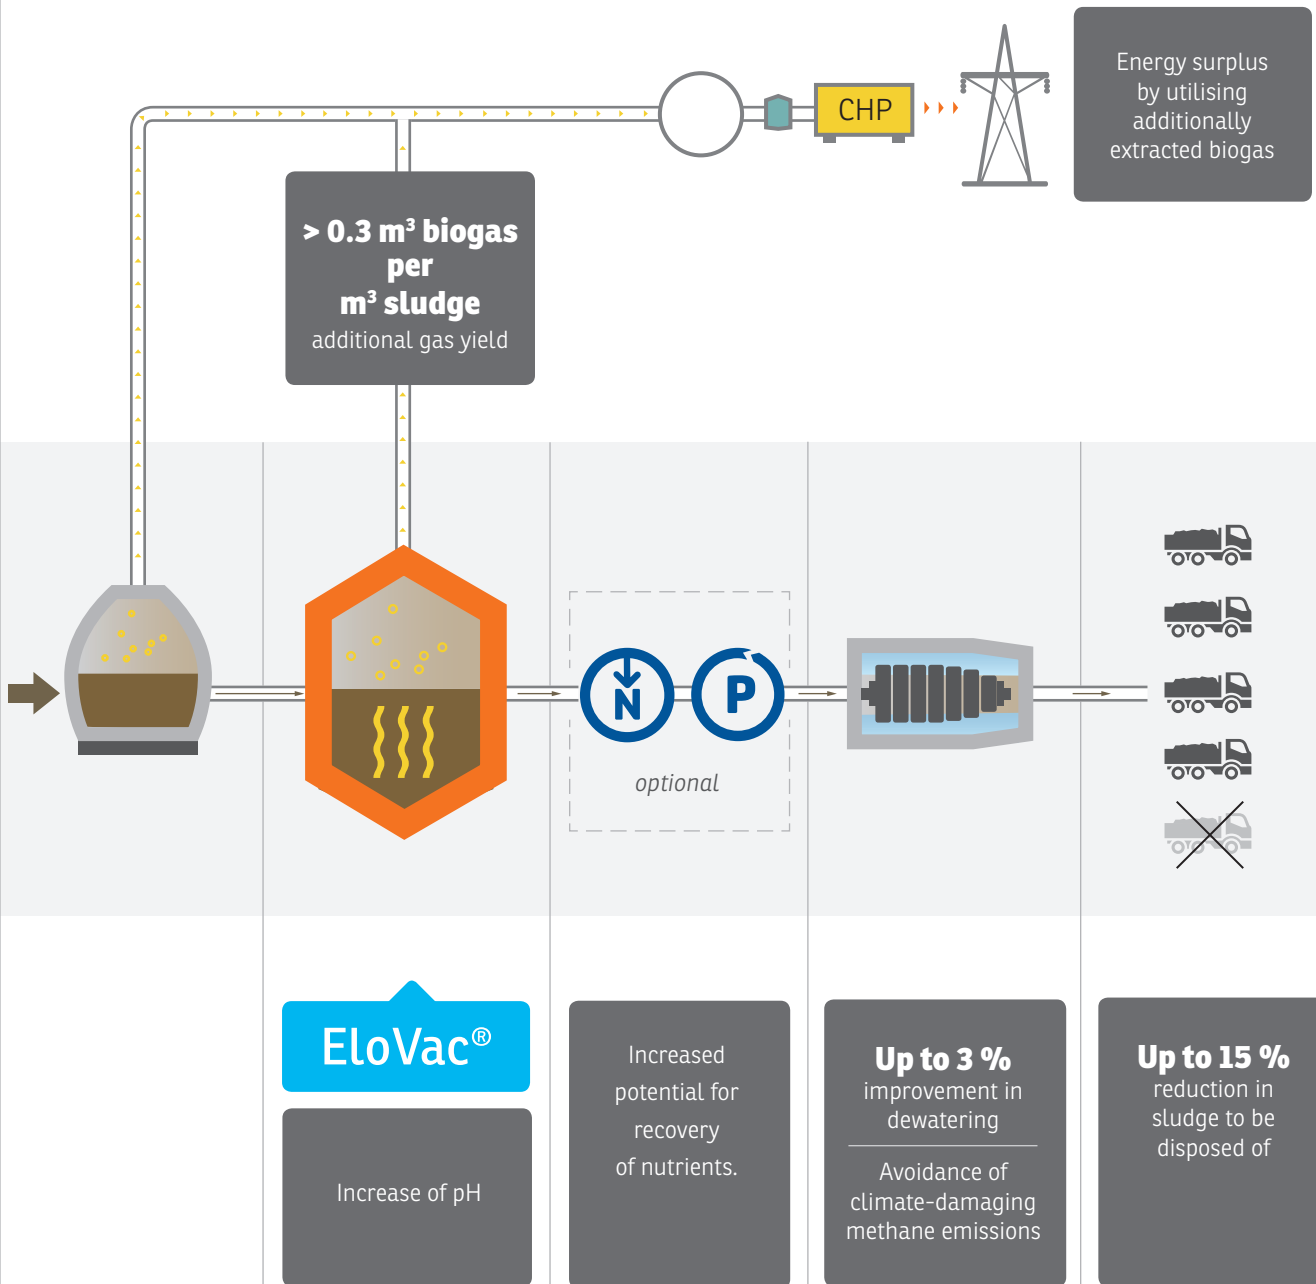 CHP
Energy surplus
by utilising
additionally
extracted biogas
> 0.3 m³ biogas
per
m³ sludge
additional gas yield
N
P
optional
EloVac®
Increase of pH
Increased
potential for
recovery
of nutrients.
Up to 3 %
improvement in
dewatering
Avoidance of
climate-damaging
methane emissions
Up to 15 %
reduction in
sludge to be
disposed of